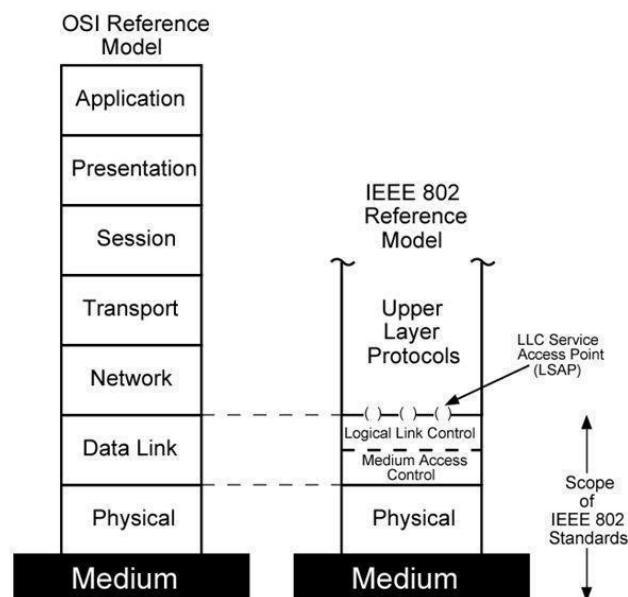 OSI Reference
Model
Application
Presentation
Session
Transport
Network
Data Link
Physical
Medium
IEEE 802
Reference
Model
Upper
Layer
Protocols
LLC Service
Access Point
(LSAP)
Logical Link Control
Medium Access
Control
Physical
Medium
Scope
of
IEEE 802
Standards